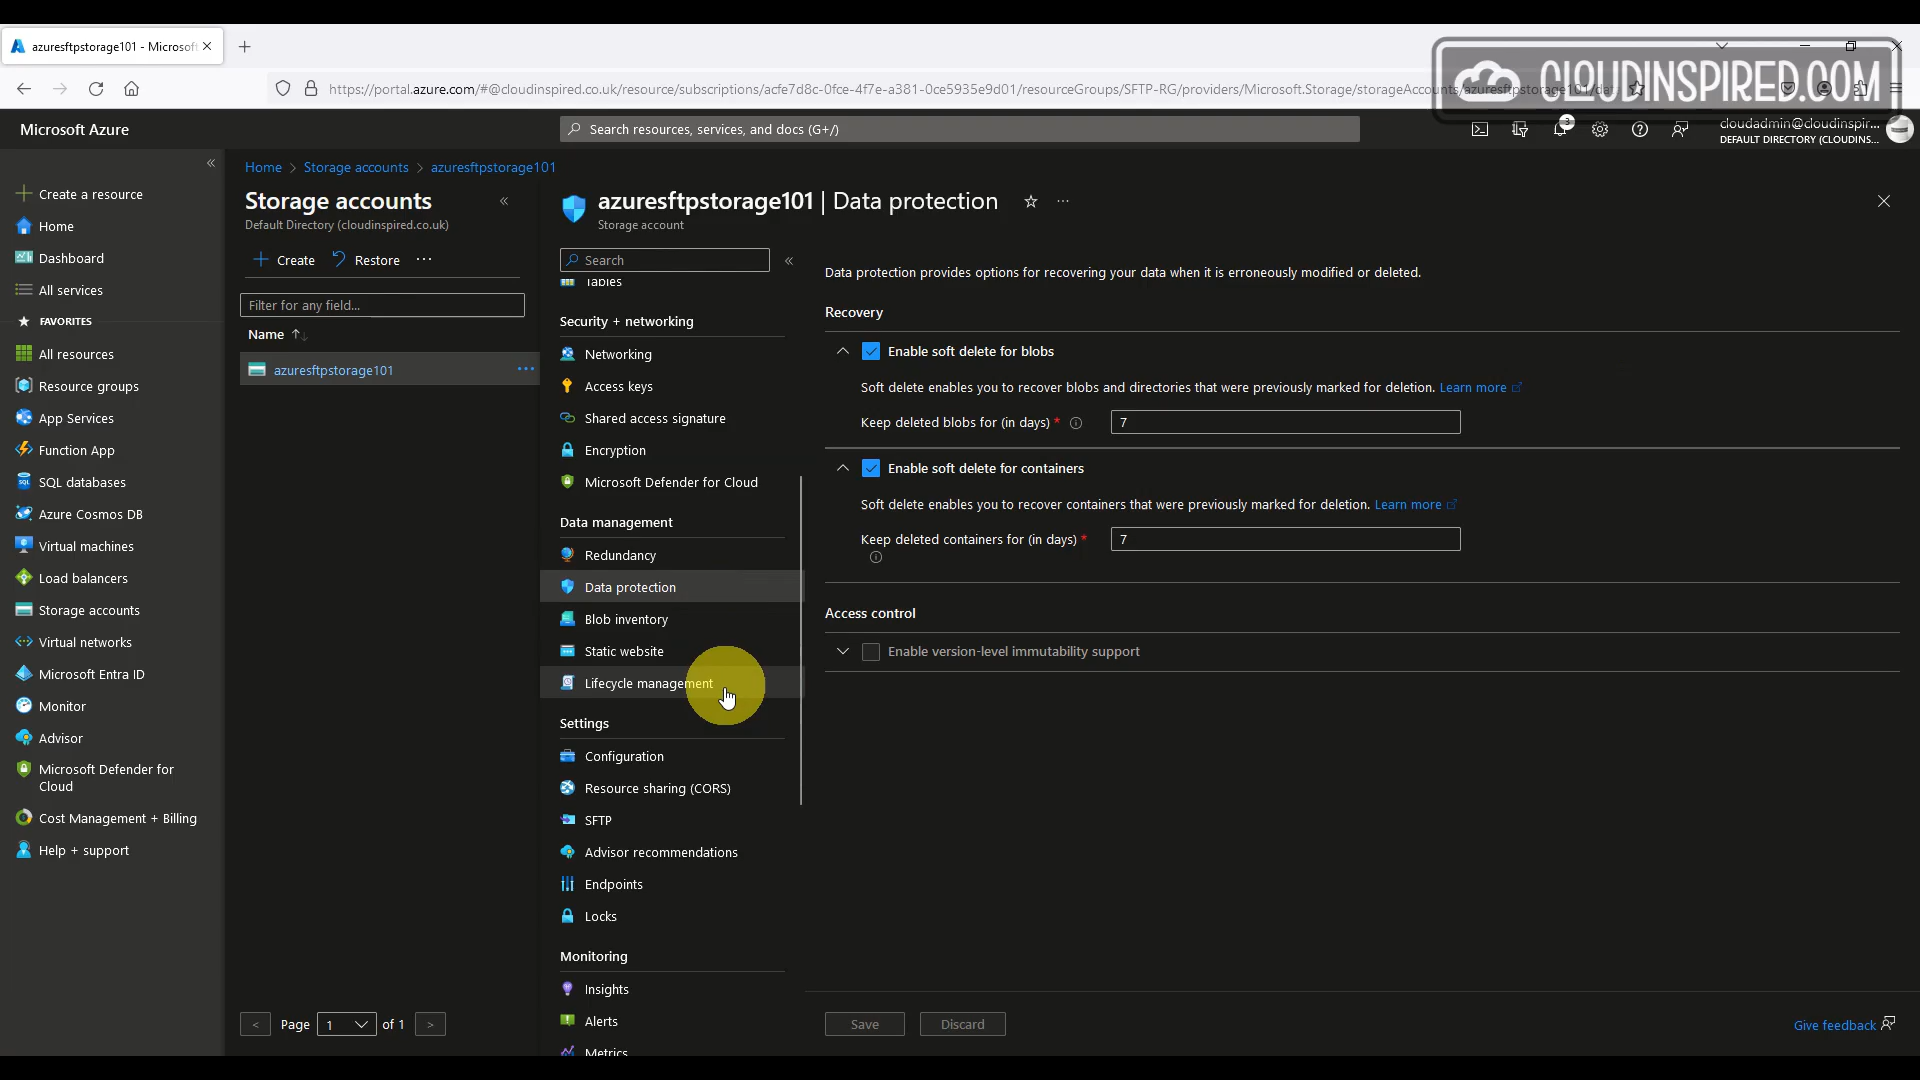 azuresftpstorage101 - Microsoft
https://portal.azure.com/#@cloudinspired.co.uk/resource/subscriptions/acfe7d8c-0fce-4f7e-a381-0ce5935e9d01/resourceGroups/SFTP-RG/providers/Microsoft.Storage/storageAccounts/azuresftpstorage101/dat
CLOUDINSPIRED.COM
Microsoft Azure
Search resources, services, and docs (G+/)
3
cloudadmin@cloudinspir...
DEFAULT DIRECTORY (CLOUDINS...
Create a resource
Home
Dashboard
All services
FAVORITES
All resources
Resource groups
App Services
Function App
SQL databases
Azure Cosmos DB
Virtual machines
Load balancers
Storage accounts
Virtual networks
Microsoft Entra ID
Monitor
Advisor
Microsoft Defender for
Cloud
Cost Management + Billing
Help + support
Home > Storage accounts > azuresftpstorage101
Storage accounts
Default Directory (cloudinspired.co.uk)
Create Restore ...
Filter for any field...
Name
azuresftpstorage101 ...
< Page 1 of 1 >
azuresftpstorage101 | Data protection ...
Storage account
Search
Tables
Security + networking
Networking
Access keys
Shared access signature
Encryption
Microsoft Defender for Cloud
Data management
Redundancy
Data protection
Blob inventory
Static website
Lifecycle management
Settings
Configuration
Resource sharing (CORS)
SFTP
Advisor recommendations
Endpoints
Locks
Monitoring
Insights
Alerts
Metrics
Data protection provides options for recovering your data when it is erroneously modified or deleted.
Recovery
Enable soft delete for blobs
Soft delete enables you to recover blobs and directories that were previously marked for deletion. Learn more
Keep deleted blobs for (in days) * 7
Enable soft delete for containers
Soft delete enables you to recover containers that were previously marked for deletion. Learn more
Keep deleted containers for (in days) * 7
Access control
Enable version-level immutability support
Save Discard
Give feedback